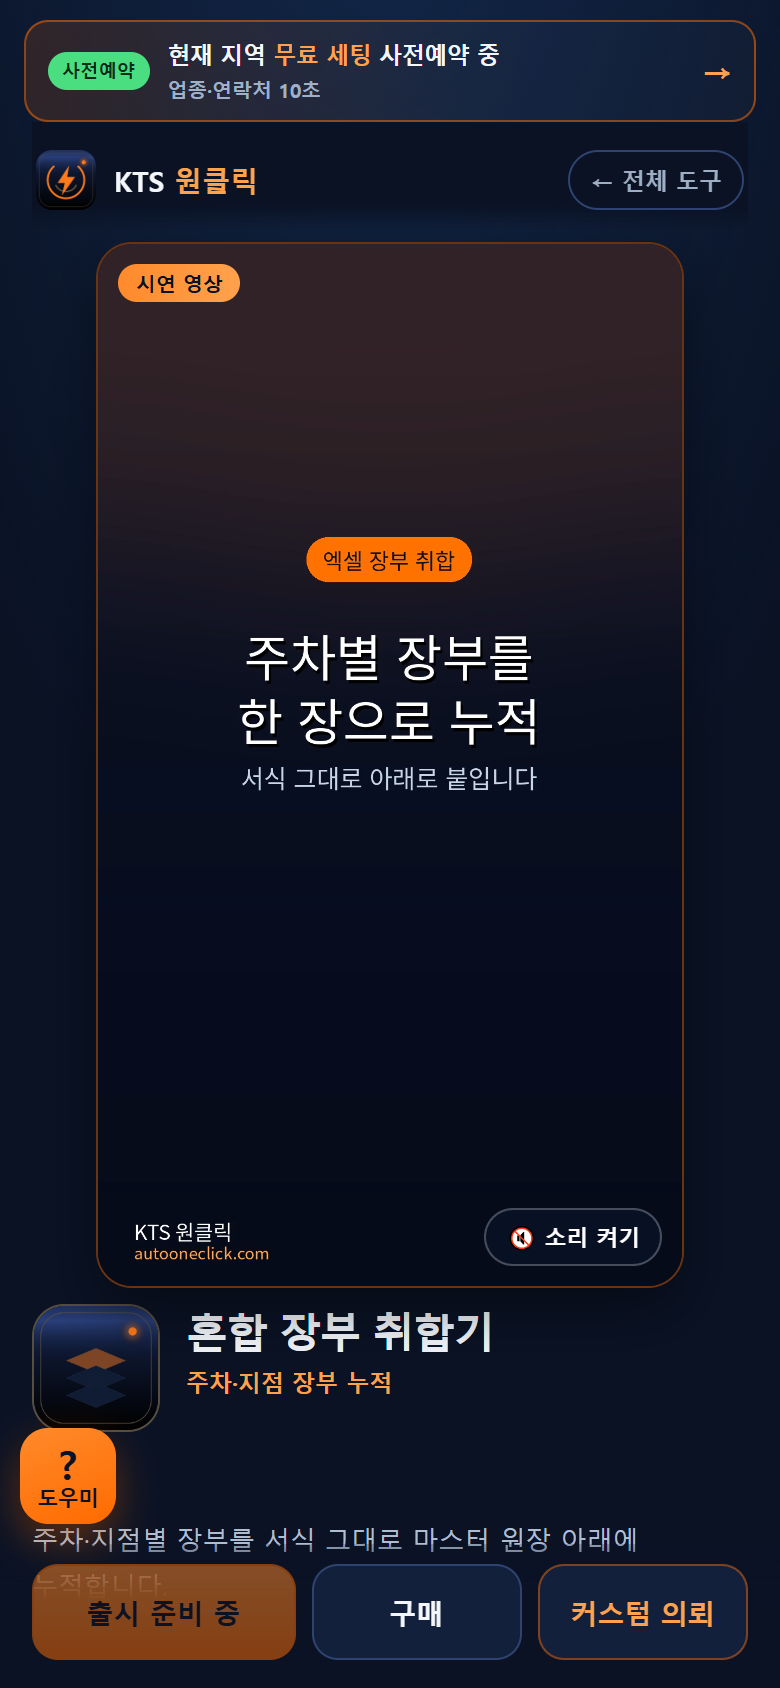 사전예약
현재 지역 무료 세팅 사전예약 중
업종·연락처 10초
→
KTS 원클릭
← 전체 도구
시연 영상
엑셀 장부 취합
주차별 장부를
한 장으로 누적
서식 그대로 아래로 붙입니다
KTS 원클릭
autooneclick.com
소리 켜기
혼합 장부 취합기
주차·지점 장부 누적
?
도우미
주차·지점별 장부를 서식 그대로 마스터 원장 아래에
누적합니다.
출시 준비 중
구매
커스텀 의뢰